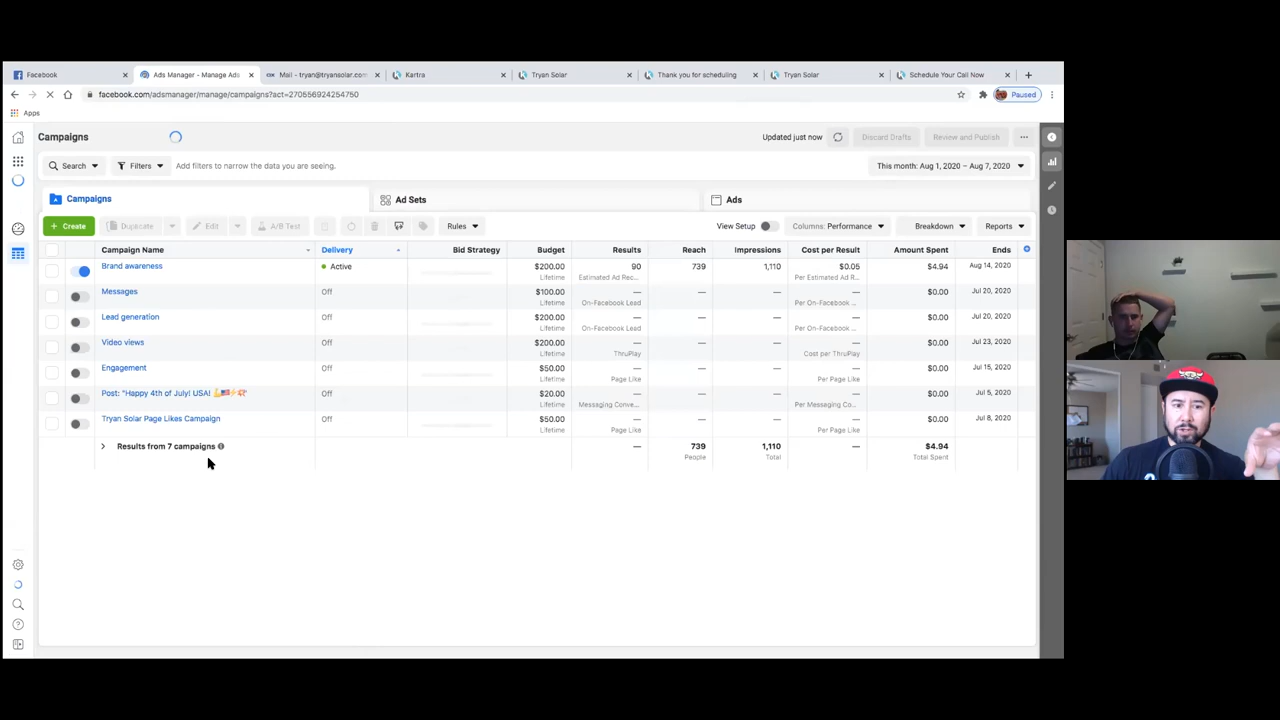 Facebook
Ads Manager - Manage Ads
Mail - tryan@tryansolar.com
Kartra
Tryan Solar
Thank you for scheduling
Tryan Solar
Schedule Your Call Now
facebook.com/adsmanager/manage/campaigns?act=270556924254750
Paused
Apps
Campaigns
Updated just now
Discard Drafts
Review and Publish
Search
Filters
Add filters to narrow the data you are seeing.
This month: Aug 1, 2020 – Aug 7, 2020
Campaigns
Ad Sets
Ads
+ Create
Duplicate
Edit
A/B Test
Rules
View Setup
Columns: Performance
Breakdown
Reports
Campaign Name Delivery Bid Strategy Budget Results Reach Impressions Cost per Result Amount Spent Ends
Brand awareness Active $200.00 90 739 1,110 $0.05 $4.94 Aug 14, 2020
Lifetime Estimated Ad Rec... Per Estimated Ad R...
Messages Off $100.00 — — — — $0.00 Jul 20, 2020
Lifetime On-Facebook Lead Per On-Facebook ...
Lead generation Off $200.00 — — — — $0.00 Jul 20, 2020
Lifetime On-Facebook Lead Per On-Facebook ...
Video views Off $200.00 — — — — $0.00 Jul 23, 2020
Lifetime ThruPlay Cost per ThruPlay
Engagement Off $50.00 — — — — $0.00 Jul 15, 2020
Lifetime Page Like Per Page Like
Post: "Happy 4th of July! USA! 💪🇺🇸⚡💥" Off $20.00 — — — — $0.00 Jul 5, 2020
Lifetime Messaging Conve... Per Messaging Co...
Tryan Solar Page Likes Campaign Off $50.00 — — — — $0.00 Jul 8, 2020
Lifetime Page Like Per Page Like
Results from 7 campaigns — 739 1,110 — $4.94
People Total Total Spent